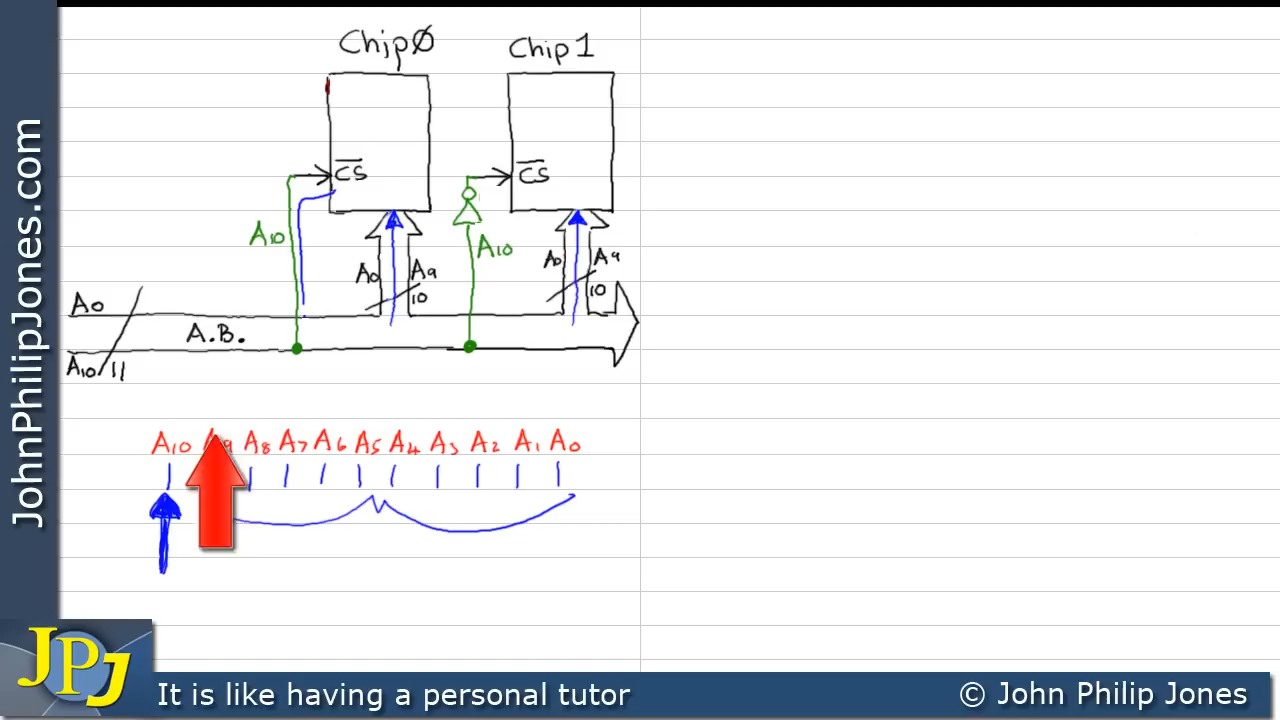 JohnPhilipJones.com
Chip0 Chip1
CS CS
A10 A10
A0 A9 A0 A9
10 10
A0
A.B.
A10 11
A10 A9 A8 A7 A6 A5 A4 A3 A2 A1 A0
JPJ
It is like having a personal tutor © John Philip Jones